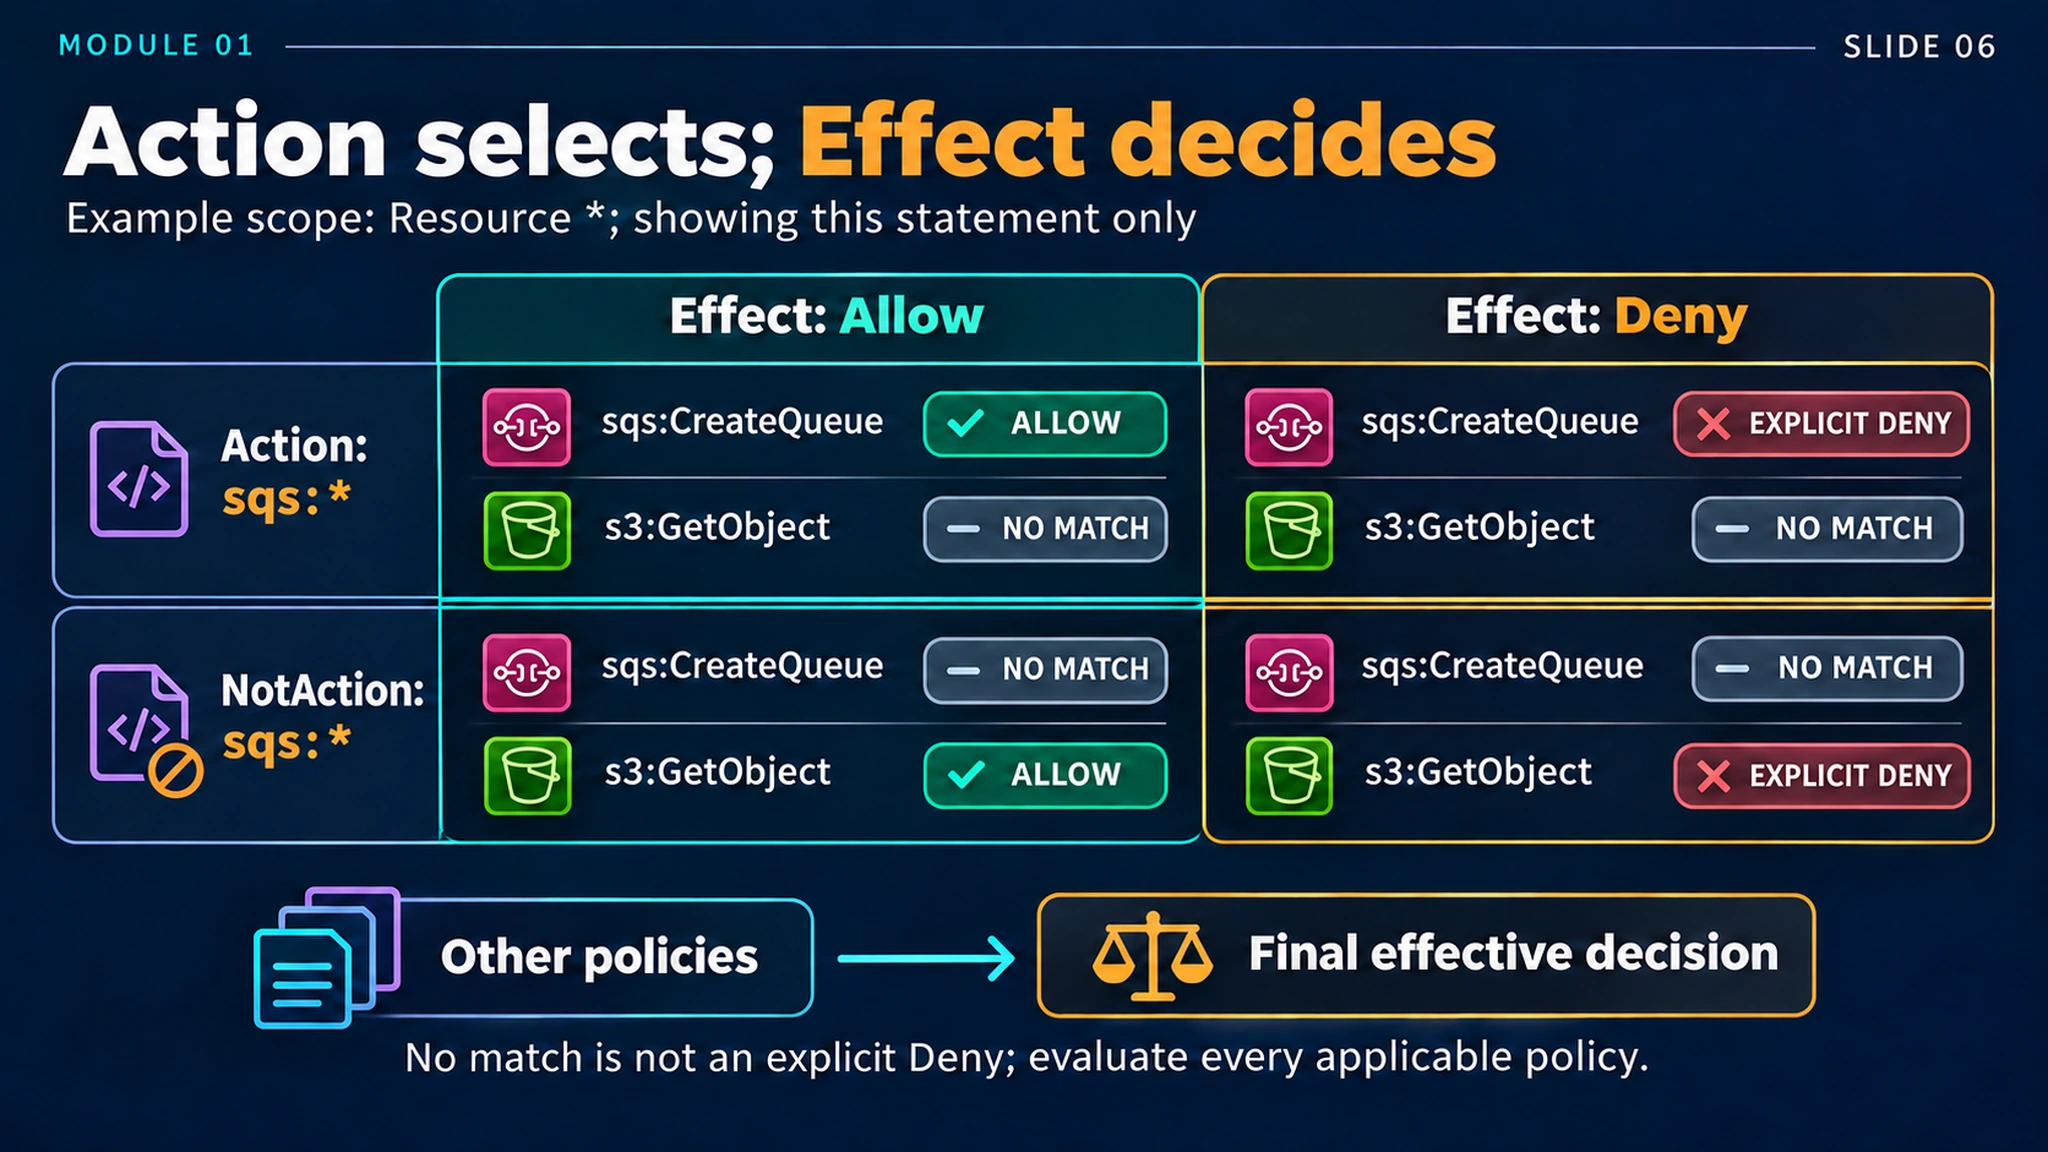 MODULE 01
SLIDE 06
Action selects; Effect decides
Example scope: Resource *; showing this statement only
Effect: Allow
Effect: Deny
Action:
sqs:*
sqs:CreateQueue
ALLOW
s3:GetObject
NO MATCH
sqs:CreateQueue
EXPLICIT DENY
s3:GetObject
NO MATCH
NotAction:
sqs:*
sqs:CreateQueue
NO MATCH
s3:GetObject
ALLOW
sqs:CreateQueue
NO MATCH
s3:GetObject
EXPLICIT DENY
Other policies
Final effective decision
No match is not an explicit Deny; evaluate every applicable policy.